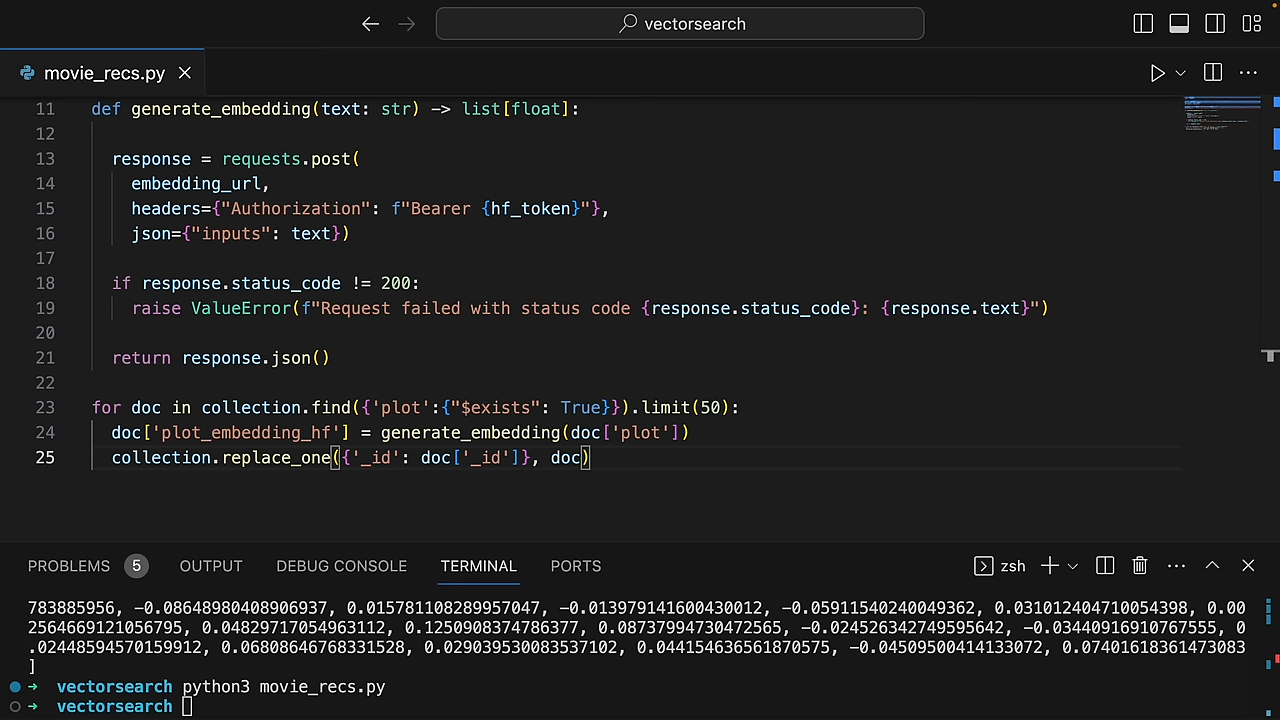 vectorsearch
movie_recs.py
11 def generate_embedding(text: str) -> list[float]:
12
13 response = requests.post(
14 embedding_url,
15 headers={"Authorization": f"Bearer {hf_token}"},
16 json={"inputs": text})
17
18 if response.status_code != 200:
19 raise ValueError(f"Request failed with status code {response.status_code}: {response.text}")
20
21 return response.json()
22
23 for doc in collection.find({'plot':{"$exists": True}}).limit(50):
24 doc['plot_embedding_hf'] = generate_embedding(doc['plot'])
25 collection.replace_one({'_id': doc['_id']}, doc)
PROBLEMS 5 OUTPUT DEBUG CONSOLE TERMINAL PORTS zsh
783885956, -0.08648980408906937, 0.015781108289957047, -0.013979141600430012, -0.05911540240049362, 0.031012404710054398, 0.00
2564669121056795, 0.04829717054963112, 0.1250908374786377, 0.08737994730472565, -0.024526342749595642, -0.03440916910767555, 0
.02448594570159912, 0.06808646768331528, 0.029039530083537102, 0.044154636561870575, -0.04509500414133072, 0.07401618361473083
]
vectorsearch python3 movie_recs.py
vectorsearch